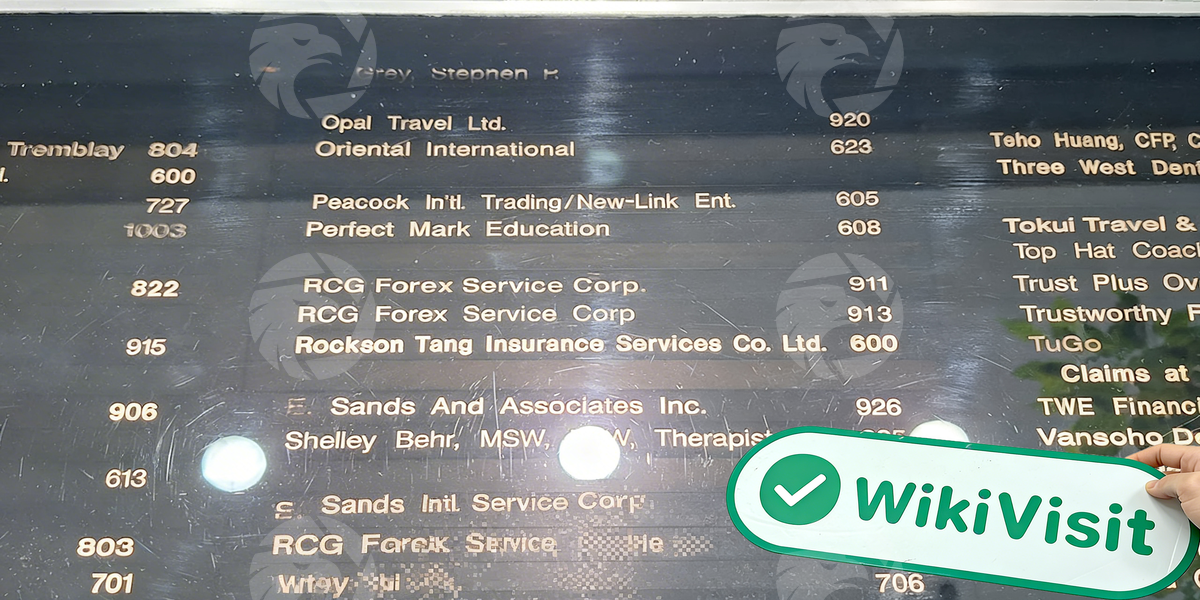 Grey, Stephen P.
Opal Travel Ltd. 920
Tremblay 804
Oriental International 623
600
727
Peacock In'tl. Trading/New-Link Ent. 605
1003
Perfect Mark Education 608
822
RCG Forex Service Corp. 911
RCG Forex Service Corp 913
915
Rockson Tang Insurance Services Co. Ltd. 600
906
E. Sands And Associates Inc. 926
Shelley Behr, MSW, Therapist
613
Sands Intl Service Corp
803
RCG Service
701
706
Teho Huang, CFP, C
Three West Den
Tokui Travel &
Top Hat Coac
Trust Plus Ov
Trustworthy F
TuGo
Claims at
TWE Financi
Vansoho D
WikiVisit